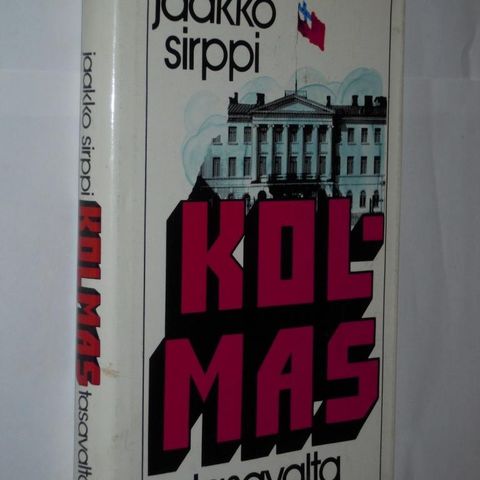 jaakko sirppi KOLMAS tasavalta
jaakko
sirppi
KOL-
MAS
tasavalta